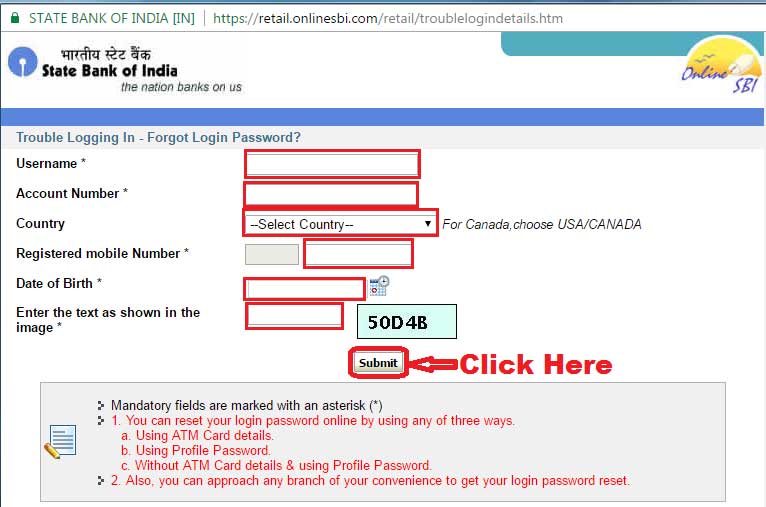 STATE BANK OF INDIA [IN] https://retail.onlinesbi.com/retail/troublelogindetails.htm
भारतीय स्टेट बैंक
State Bank of India
the nation banks on us
Online SBI
Trouble Logging In - Forgot Login Password?
Username *
Account Number *
Country --Select Country-- For Canada,choose USA/CANADA
Registered mobile Number *
Date of Birth *
Enter the text as shown in the
image * 50D4B
Submit Click Here
Mandatory fields are marked with an asterisk (*)
1. You can reset your login password online by using any of three ways.
a. Using ATM Card details.
b. Using Profile Password.
c. Without ATM Card details & using Profile Password.
2. Also, you can approach any branch of your convenience to get your login password reset.